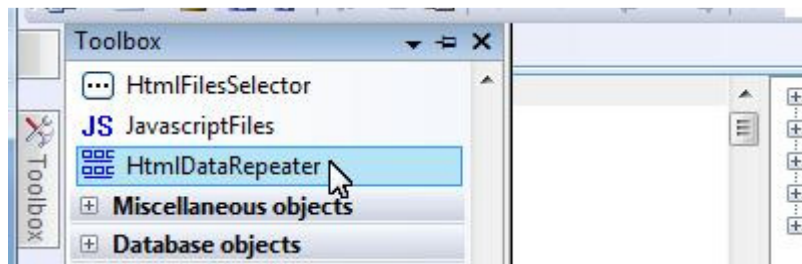 Toolbox
HtmlFilesSelector
JS JavascriptFiles
HtmlDataRepeater
Miscellaneous objects
Database objects
Toolbox